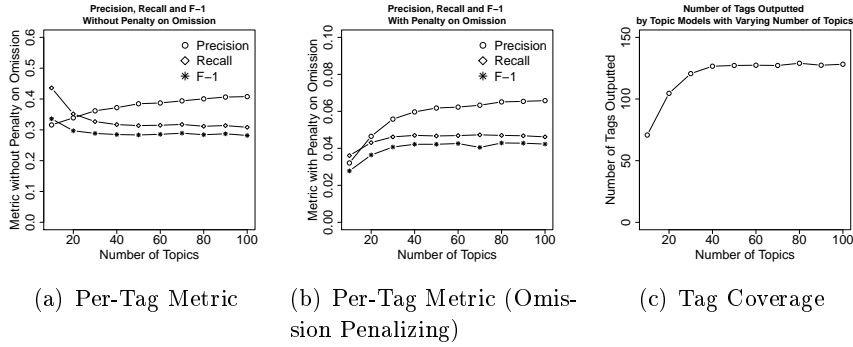 Precision, Recall and F−1
Without Penalty on Omission
Precision
Recall
F−1
Metric without Penalty on Omission
0.0 0.1 0.2 0.3 0.4 0.5 0.6
20 40 60 80 100
Number of Topics
(a) Per-Tag Metric
Precision, Recall and F−1
With Penalty on Omission
Precision
Recall
F−1
Metric with Penalty on Omission
0.00 0.02 0.04 0.06 0.08 0.10
20 40 60 80 100
Number of Topics
(b) Per-Tag Metric (Omis-
sion Penalizing)
Number of Tags Outputted
by Topic Models with Varying Number of Topics
Number of Tags Outputted
0 50 100 150
20 40 60 80 100
Number of Topics
(c) Tag Coverage